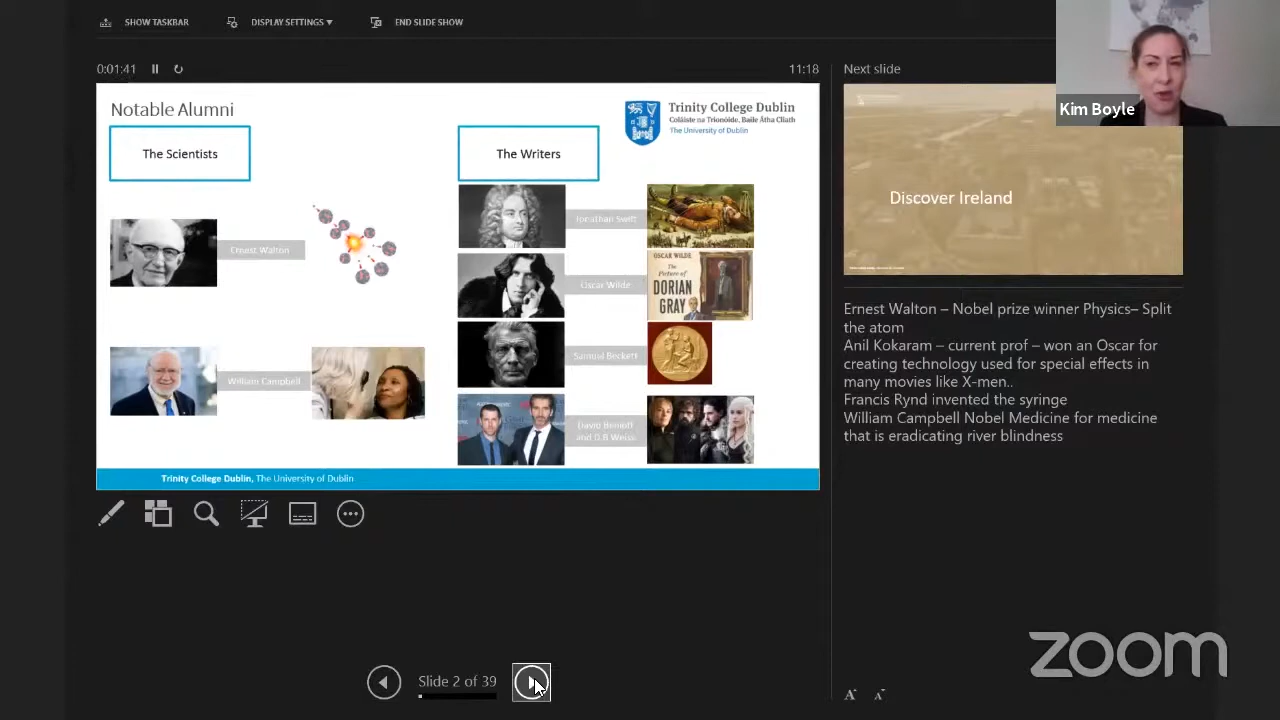 SHOW TASKBAR
DISPLAY SETTINGS ▼
END SLIDE SHOW
0:01:41
11:18
Next slide
Kim Boyle
Notable Alumni
Trinity College Dublin
Coláiste na Tríonóide, Baile Átha Cliath
The University of Dublin
The Scientists
The Writers
Ernest Walton
William Campbell
Jonathan Swift
Oscar Wilde
OSCAR WILDE
The
Picture of
DORIAN
GRAY
Samuel Beckett
David Benioff
and D.B Weiss
Trinity College Dublin, The University of Dublin
Discover Ireland
Ernest Walton – Nobel prize winner Physics– Split
the atom
Anil Kokaram – current prof – won an Oscar for
creating technology used for special effects in
many movies like X-men..
Francis Rynd invented the syringe
William Campbell Nobel Medicine for medicine
that is eradicating river blindness
Slide 2 of 39
A
A
zoom